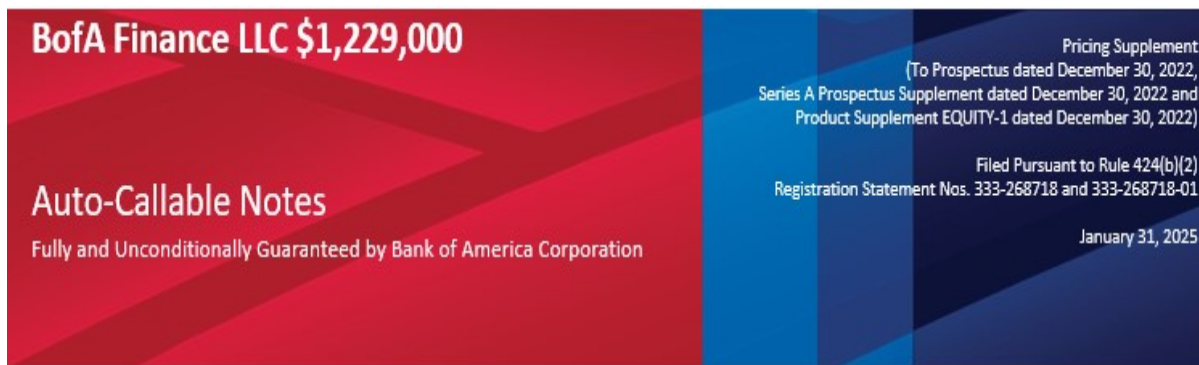 BofA Finance LLC $1,229,000
Auto-Callable Notes
Fully and Unconditionally Guaranteed by Bank of America Corporation
Pricing Supplement
(To Prospectus dated December 30, 2022,
Series A Prospectus Supplement dated December 30, 2022 and
Product Supplement EQUITY-1 dated December 30, 2022)
Filed Pursuant to Rule 424(b)(2)
Registration Statement Nos. 333-268718 and 333-268718-01
January 31, 2025